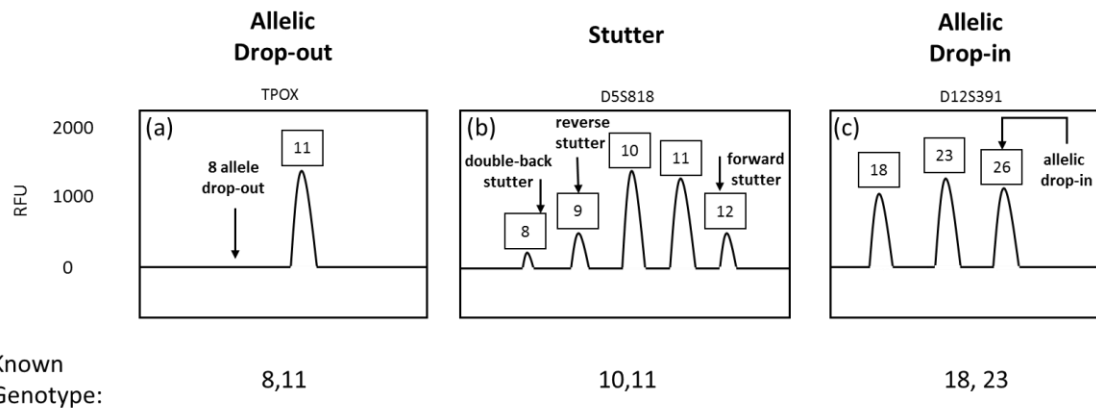 Allelic
Drop-out
Stutter
Allelic
Drop-in
TPOX
D5S818
D12S391
2000
1000
0
RFU
(a)
8 allele
drop-out
11
(b)
double-back
stutter
reverse
stutter
forward
stutter
8
9
10
11
12
(c)
18
23
26
allelic
drop-in
Known
Genotype:
8,11
10,11
18, 23